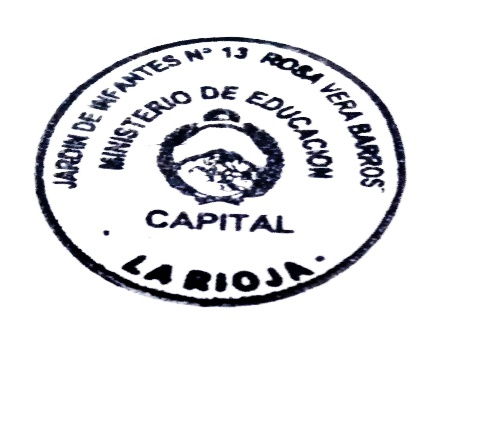 JARDIN DE INFANTES Nº 13 ROSA VERA BARROS"
MINISTERIO DE EDUCACION
CAPITAL
LA RIOJA